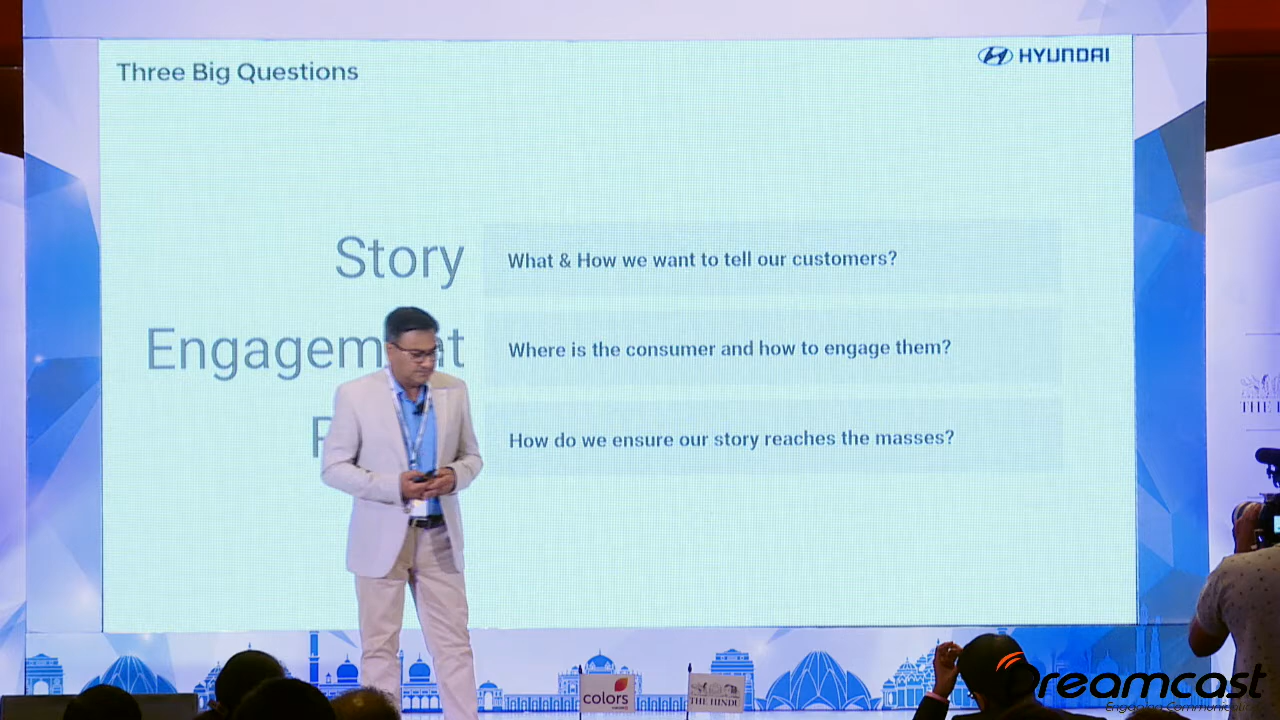 Three Big Questions
HYUNDAI
Story
What & How we want to tell our customers?
Where is the consumer and how to engage them?
How do we ensure our story reaches the masses?
colors
THE HINDU
Dreamcast